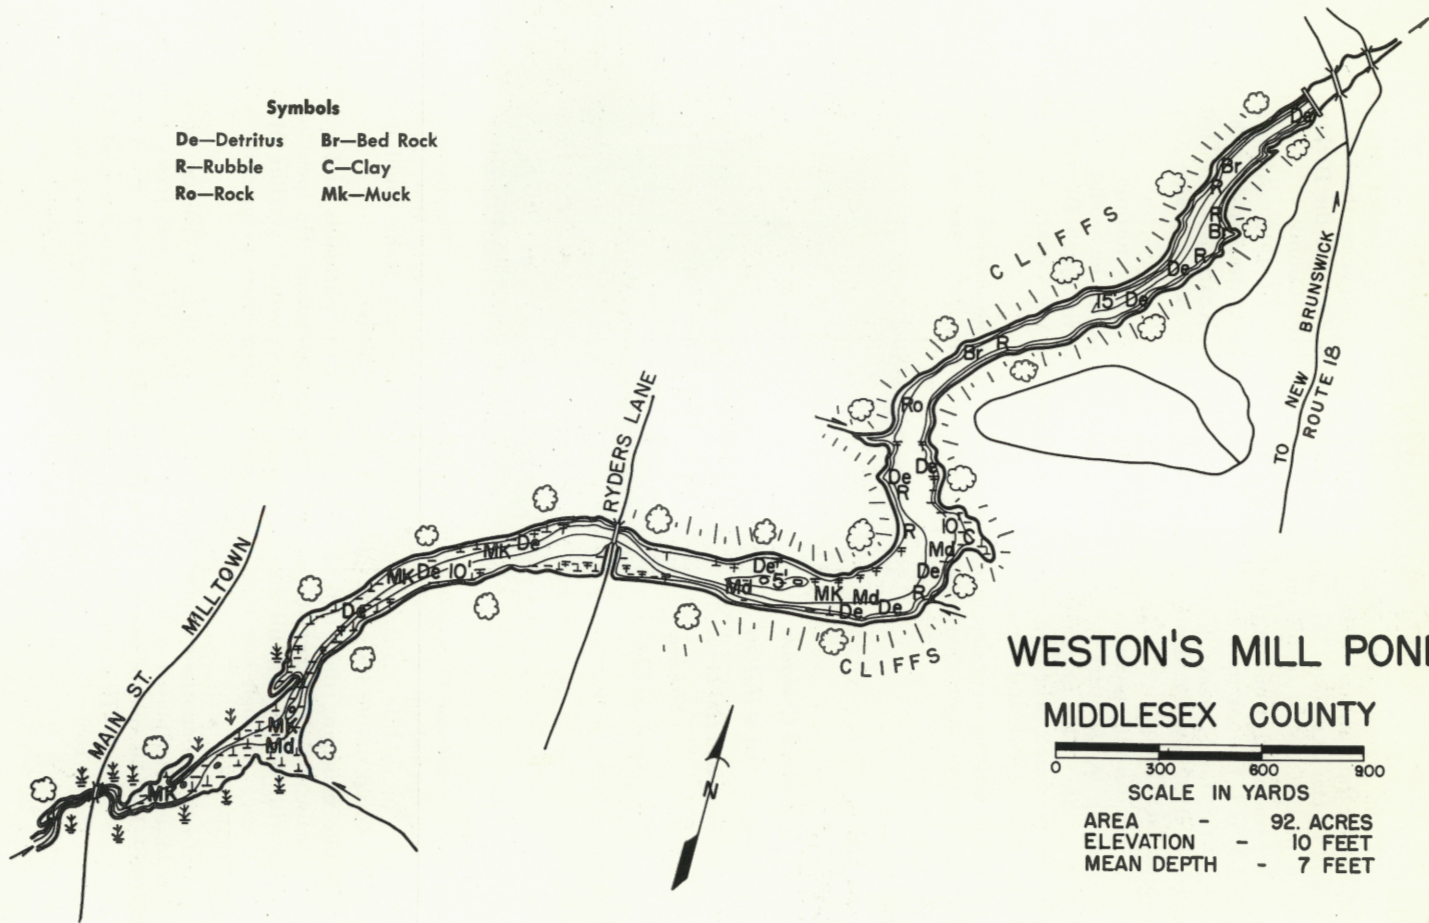 Symbols
De—Detritus Br—Bed Rock
R—Rubble C—Clay
Ro—Rock Mk—Muck
De
Br
R
R
Br
R
De
CLIFFS
15' De
Br R
Ro
TO NEW BRUNSWICK
ROUTE 18
De
De
R
R
10'
C
Md
De
R
RYDERS LANE
De
MK
De
MK De 10'
De
De
Md
5'
MK Md
De De
CLIFFS
MAIN ST. MILLTOWN
MK
Md
MK
N
WESTON'S MILL PON
MIDDLESEX COUNTY
0 300 600 900
SCALE IN YARDS
AREA - 92. ACRES
ELEVATION - 10 FEET
MEAN DEPTH - 7 FEET